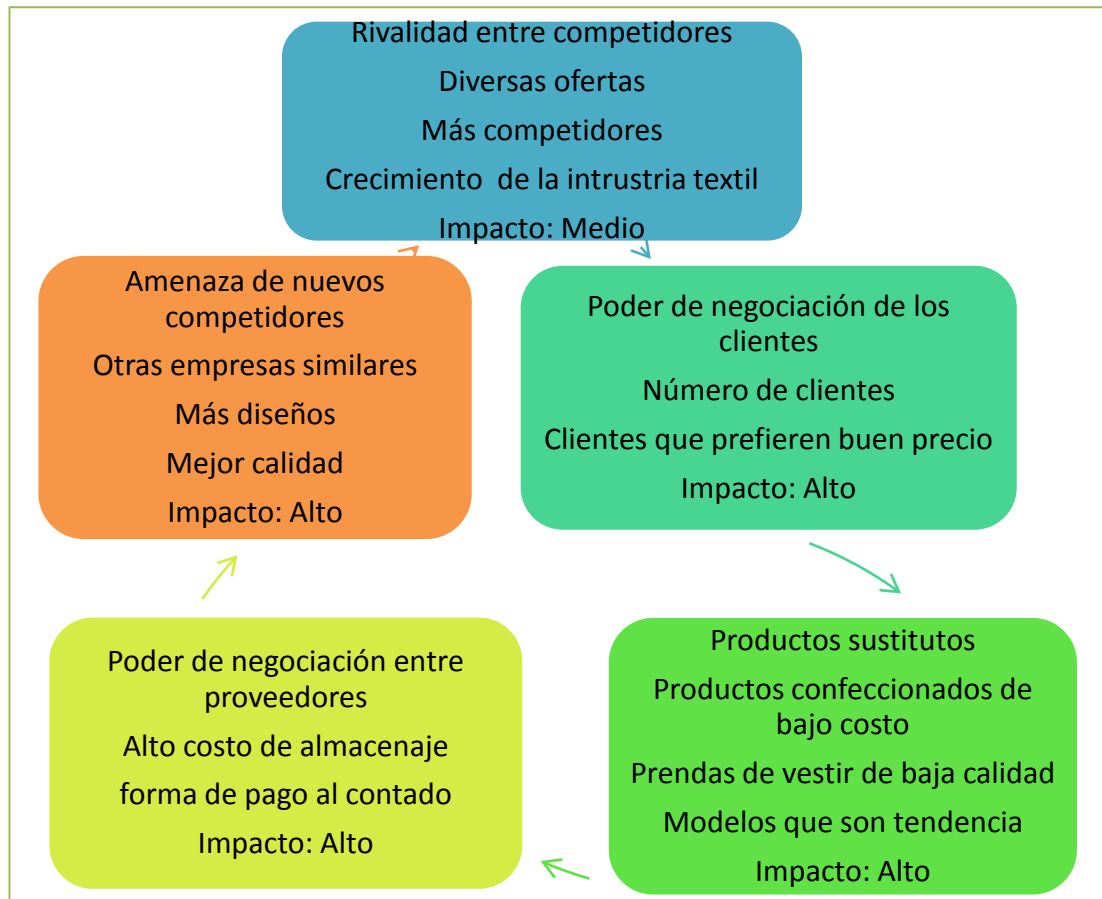 Rivalidad entre competidores
Diversas ofertas
Más competidores
Crecimiento de la intrustria textil
Impacto: Medio
Poder de negociación de los
clientes
Número de clientes
Clientes que prefieren buen precio
Impacto: Alto
Productos sustitutos
Productos confeccionados de
bajo costo
Prendas de vestir de baja calidad
Modelos que son tendencia
Impacto: Alto
Poder de negociación entre
proveedores
Alto costo de almacenaje
forma de pago al contado
Impacto: Alto
Amenaza de nuevos
competidores
Otras empresas similares
Más diseños
Mejor calidad
Impacto: Alto